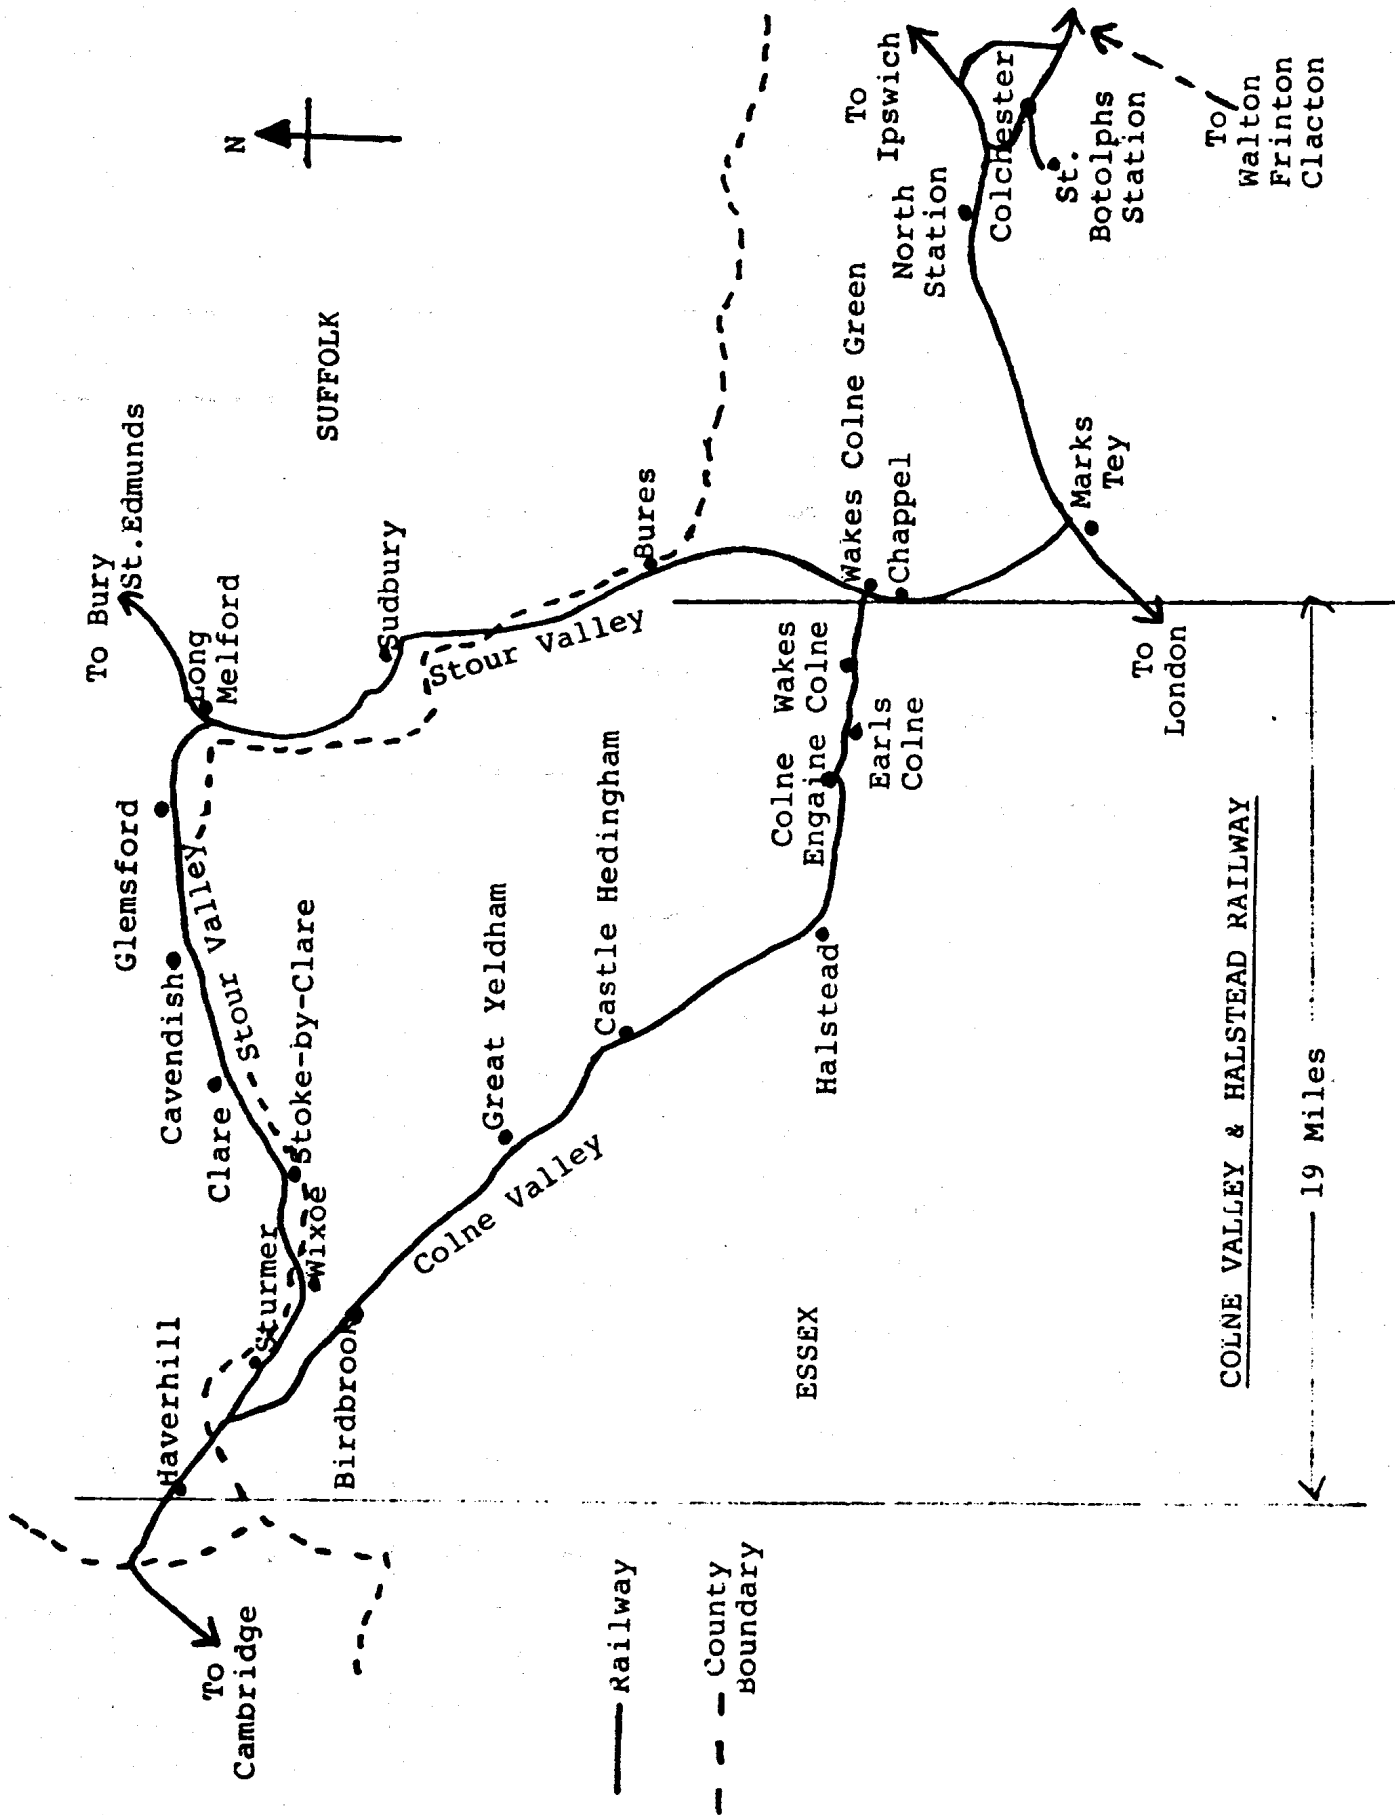 N
To Bury
St.Edmunds
Long
Melford
Glemsford
Cavendish
Clare
Stour Valley
Stoke-by-Clare
Wixoe
Sturmer
Haverhill
To
Cambridge
Birdbrook
Great Yeldham
Colne Valley
Castle Hedingham
Halstead
SUFFOLK
Sudbury
Stour Valley
Bures
Colne
Engaine
Wakes
Colne
Earls
Colne
Wakes Colne Green
Chappel
Marks
Tey
To
London
North
Station
To
Ipswich
Colchester
St.
Botolphs
Station
To
Walton
Frinton
Clacton
ESSEX
Railway
County
Boundary
COLNE VALLEY & HALSTEAD RAILWAY
19 Miles